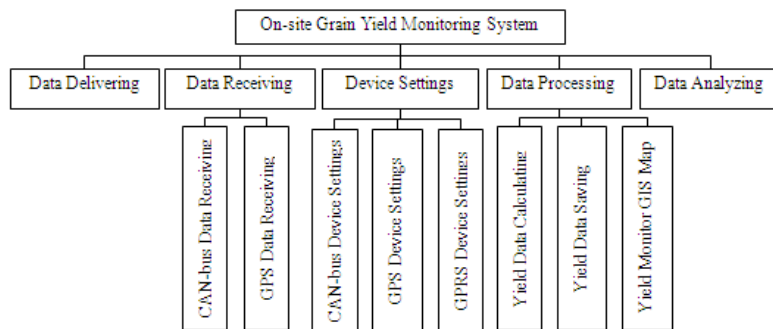 On-site Grain Yield Monitoring System
Data Delivering
Data Receiving
Device Settings
Data Processing
Data Analyzing
CAN-bus Data Receiving
GPS Data Receiving
CAN-bus Device Settings
GPS Device Settings
GPRS Device Settings
Yield Data Calculating
Yield Data Saving
Yield Monitor GIS Map